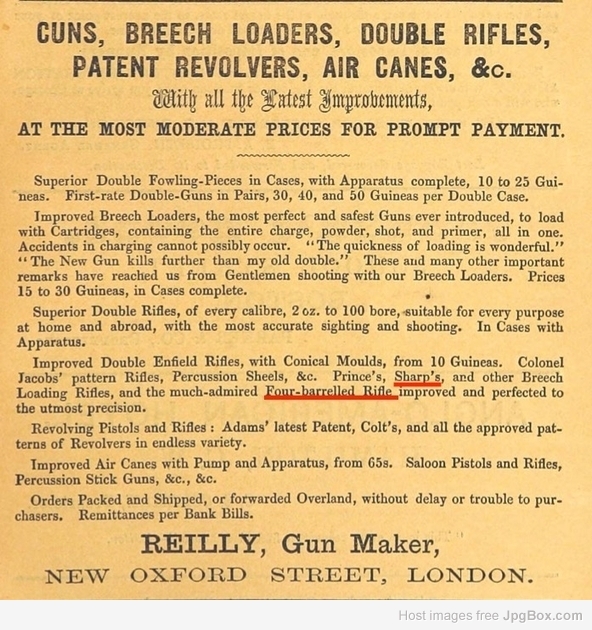 GUNS, BREECH LOADERS, DOUBLE RIFLES,
PATENT REVOLVERS, AIR CANES, &c.
With all the Latest Improvements,
AT THE MOST MODERATE PRICES FOR PROMPT PAYMENT.
Superior Double Fowling-Pieces in Cases, with Apparatus complete, 10 to 25 Gui-
neas. First-rate Double-Guns in Pairs, 30, 40, and 50 Guineas per Double Case.
Improved Breech Loaders, the most perfect and safest Guns ever introduced, to load
with Cartridges, containing the entire charge, powder, shot, and primer, all in one.
Accidents in charging cannot possibly occur. "The quickness of loading is wonderful."
"The New Gun kills further than my old double." These and many other important
remarks have reached us from Gentlemen shooting with our Breech Loaders. Prices
15 to 30 Guineas, in Cases complete.
Superior Double Rifles, of every calibre, 2 oz. to 100 bore, suitable for every purpose
at home and abroad, with the most accurate sighting and shooting. In Cases with
Apparatus.
Improved Double Enfield Rifles, with Conical Moulds, from 10 Guineas. Colonel
Jacobs' pattern Rifles, Percussion Sheels, &c. Prince's, Sharp's, and other Breech
Loading Rifles, and the much-admired Four-barrelled Rifle improved and perfected to
the utmost precision.
Revolving Pistols and Rifles: Adams' latest Patent, Colt's, and all the approved pat-
terns of Revolvers in endless variety.
Improved Air Canes with Pump and Apparatus, from 65s. Saloon Pistols and Rifles,
Percussion Stick Guns, &c., &c.
Orders Packed and Shipped, or forwarded Overland, without delay or trouble to pur-
chasers. Remittances per Bank Bills.
REILLY, Gun Maker,
NEW OXFORD STREET, LONDON.
Host images free JpgBox.com